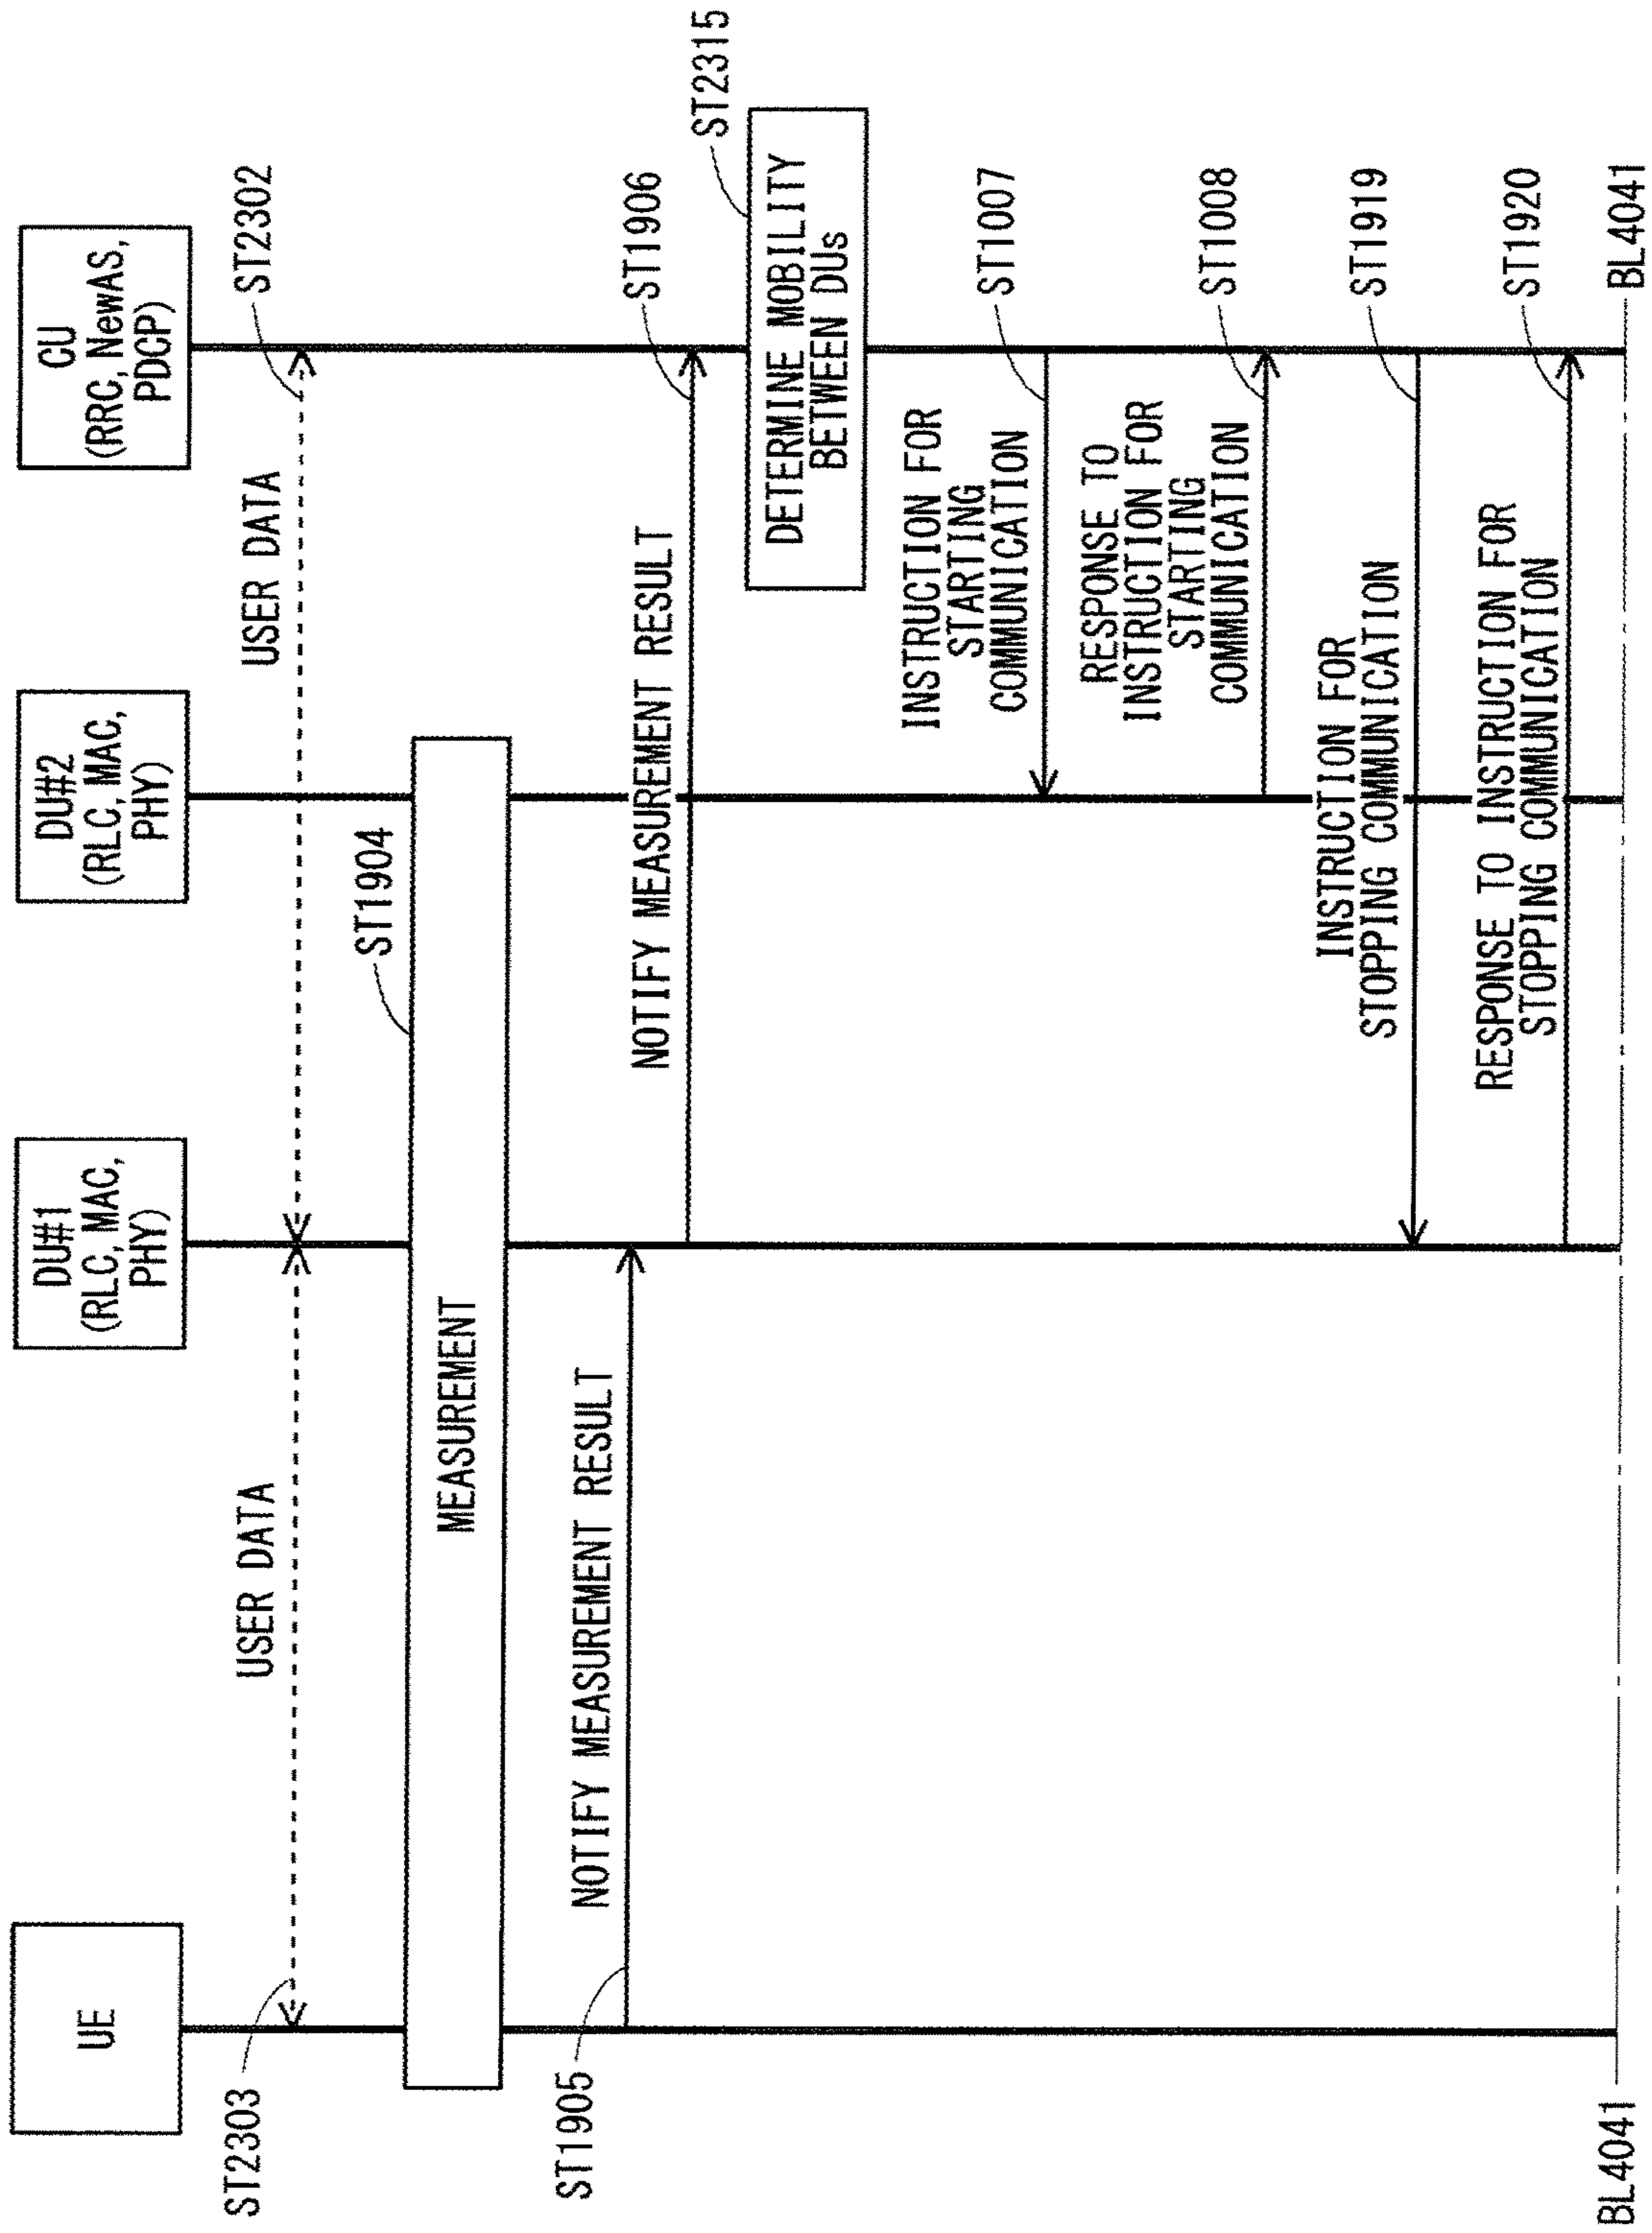 UE
DU#1
(RLC, MAC,
PHY)
DU#2
(RLC, MAC,
PHY)
CU
(RRC, NewAS,
PDCP)
ST2303
USER DATA
USER DATA
ST2302
ST1904
MEASUREMENT
ST1905
NOTIFY MEASUREMENT RESULT
NOTIFY MEASUREMENT RESULT
ST1906
ST2315
DETERMINE MOBILITY
BETWEEN DUs
INSTRUCTION FOR
STARTING
COMMUNICATION
ST1007
RESPONSE TO
INSTRUCTION FOR
STARTING
COMMUNICATION
ST1008
INSTRUCTION FOR
STOPPING COMMUNICATION
ST1919
RESPONSE TO INSTRUCTION FOR
STOPPING COMMUNICATION
ST1920
BL4041
BL4041